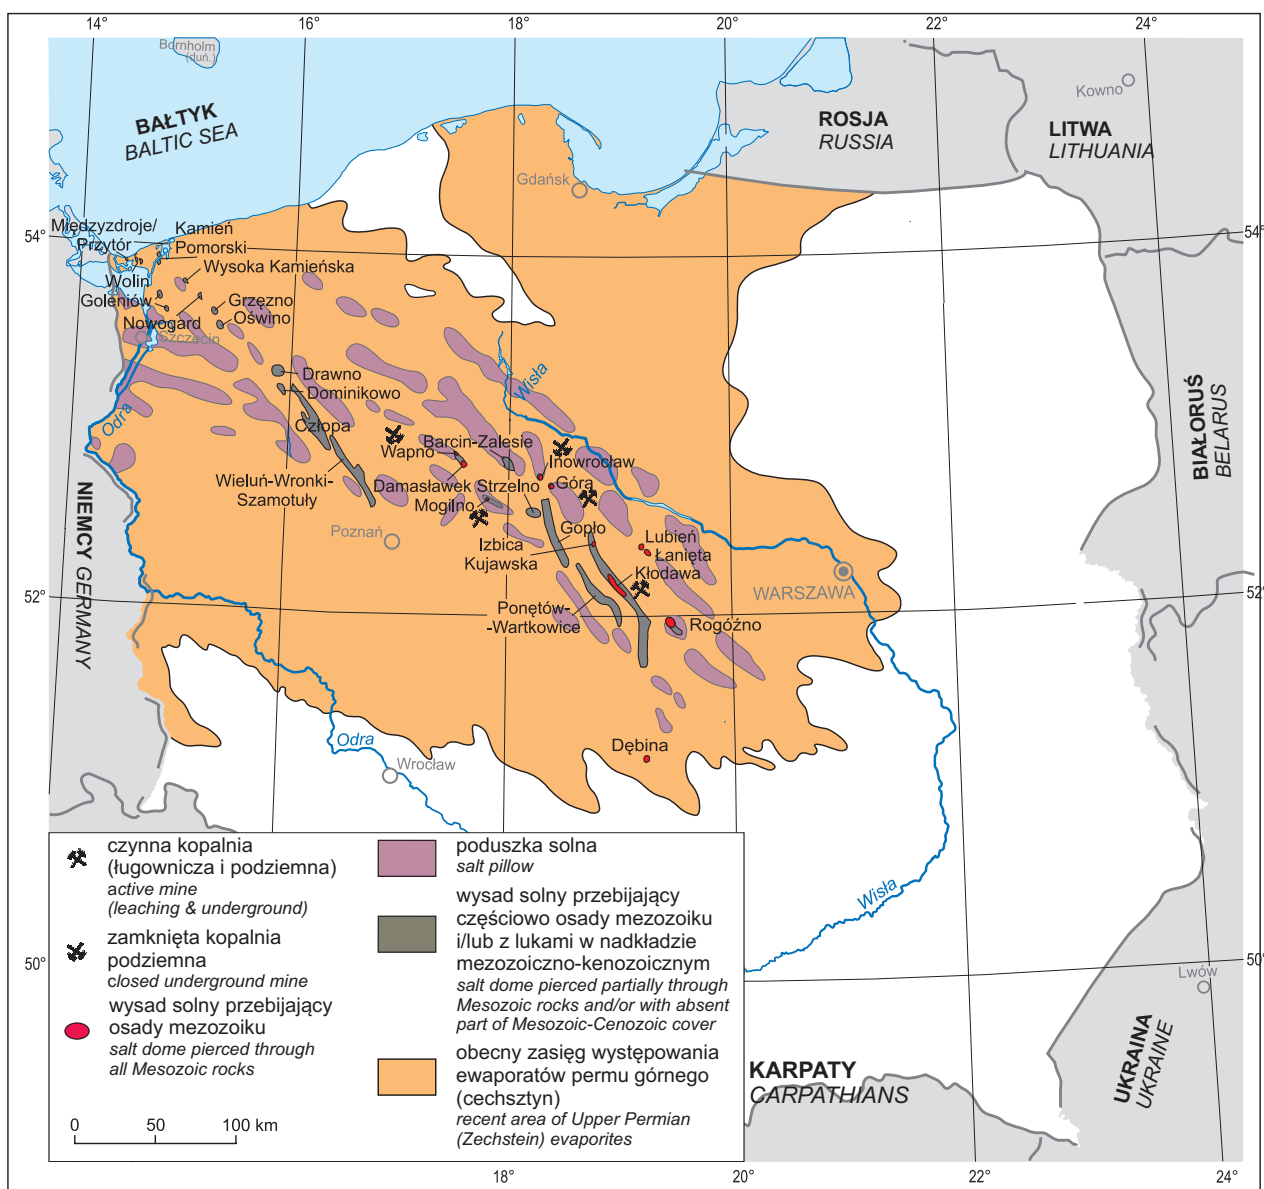 14°
16°
18°
20°
22°
24°
Bornholm
(duń.)
BAŁTYK
BALTIC SEA
ROSJA
RUSSIA
Kowno
LITWA
LITHUANIA
Gdańsk
54°
54°
Międzyzdroje/
Przytór
Kamień
Pomorski
Wysoka Kamieńska
Wolin
Goleniów
Grzęzno
Nowogard
Oświno
Szczecin
Drawno
Dominikowo
Odra
Człopa
Wisła
Wapno
Barcin-Zalesie
Inowrocław
Wieluń-Wronki-
Szamotuły
Damasławek
Strzelno
Góra
Mogilno
Poznań
Gopło
Izbica
Kujawska
Lubień
Łanięta
Kłodawa
WARSZAWA
BIAŁORUŚ
BELARUS
NIEMCY
GERMANY
52°
52°
Ponętów-
-Wartkowice
Rogóźno
Odra
Wrocław
Dębina
Wisła
50°
50°
Lwów
KARPATY
CARPATHIANS
UKRAINA
UKRAINE
czynna kopalnia
(ługownicza i podziemna)
active mine
(leaching & underground)
zamknięta kopalnia
podziemna
closed underground mine
wysad solny przebijający
osady mezozoiku
salt dome pierced through
all Mesozoic rocks
0
50
100 km
poduszka solna
salt pillow
wysad solny przebijający
częściowo osady mezozoiku
i/lub z lukami w nadkładzie
mezozoiczno-kenozoicznym
salt dome pierced partially through
Mesozoic rocks and/or with absent
part of Mesozoic-Cenozoic cover
obecny zasięg występowania
ewaporatów permu górnego
(cechsztyn)
recent area of Upper Permian
(Zechstein) evaporites
18°
20°
22°
24°